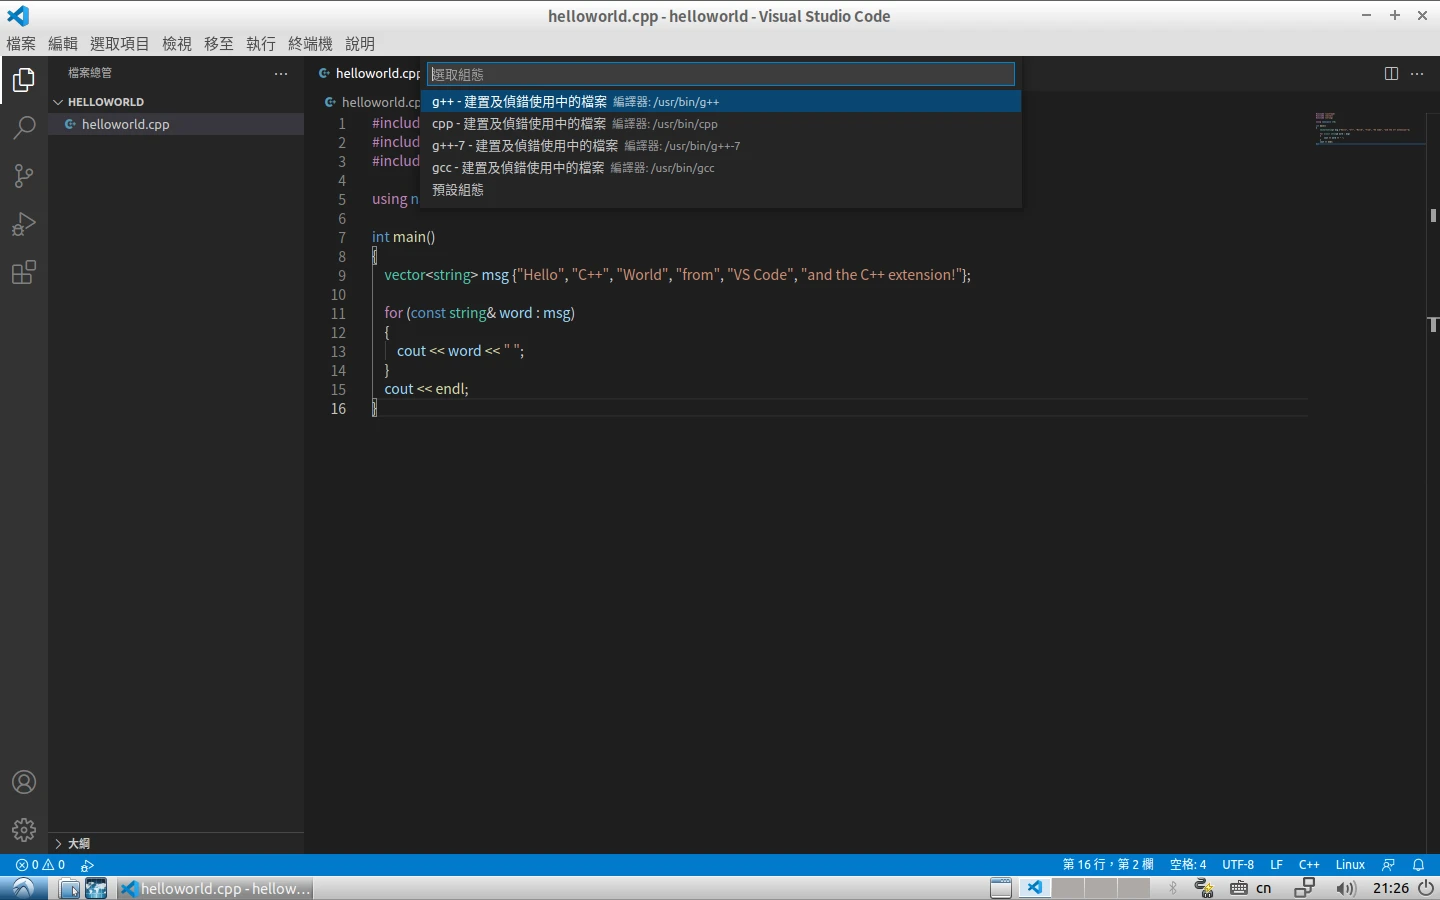 helloworld.cpp - helloworld - Visual Studio Code
檔案 編輯 選取項目 檢視 移至 執行 終端機 說明
檔案總管
HELLOWORLD
helloworld.cpp
大綱
helloworld.cpp
選取組態
g++ - 建置及偵錯使用中的檔案 編譯器: /usr/bin/g++
cpp - 建置及偵錯使用中的檔案 編譯器: /usr/bin/cpp
g++-7 - 建置及偵錯使用中的檔案 編譯器: /usr/bin/g++-7
gcc - 建置及偵錯使用中的檔案 編譯器: /usr/bin/gcc
預設組態
helloworld.cp
1 #includ
2 #includ
3 #includ
4
5 using n
6
7 int main()
8 {
9 vector<string> msg {"Hello", "C++", "World", "from", "VS Code", "and the C++ extension!"};
10
11 for (const string& word : msg)
12 {
13 cout << word << " ";
14 }
15 cout << endl;
16 }
0 0
第 16 行，第 2 欄 空格: 4 UTF-8 LF C++ Linux
helloworld.cpp - hellow...
cn 21:26